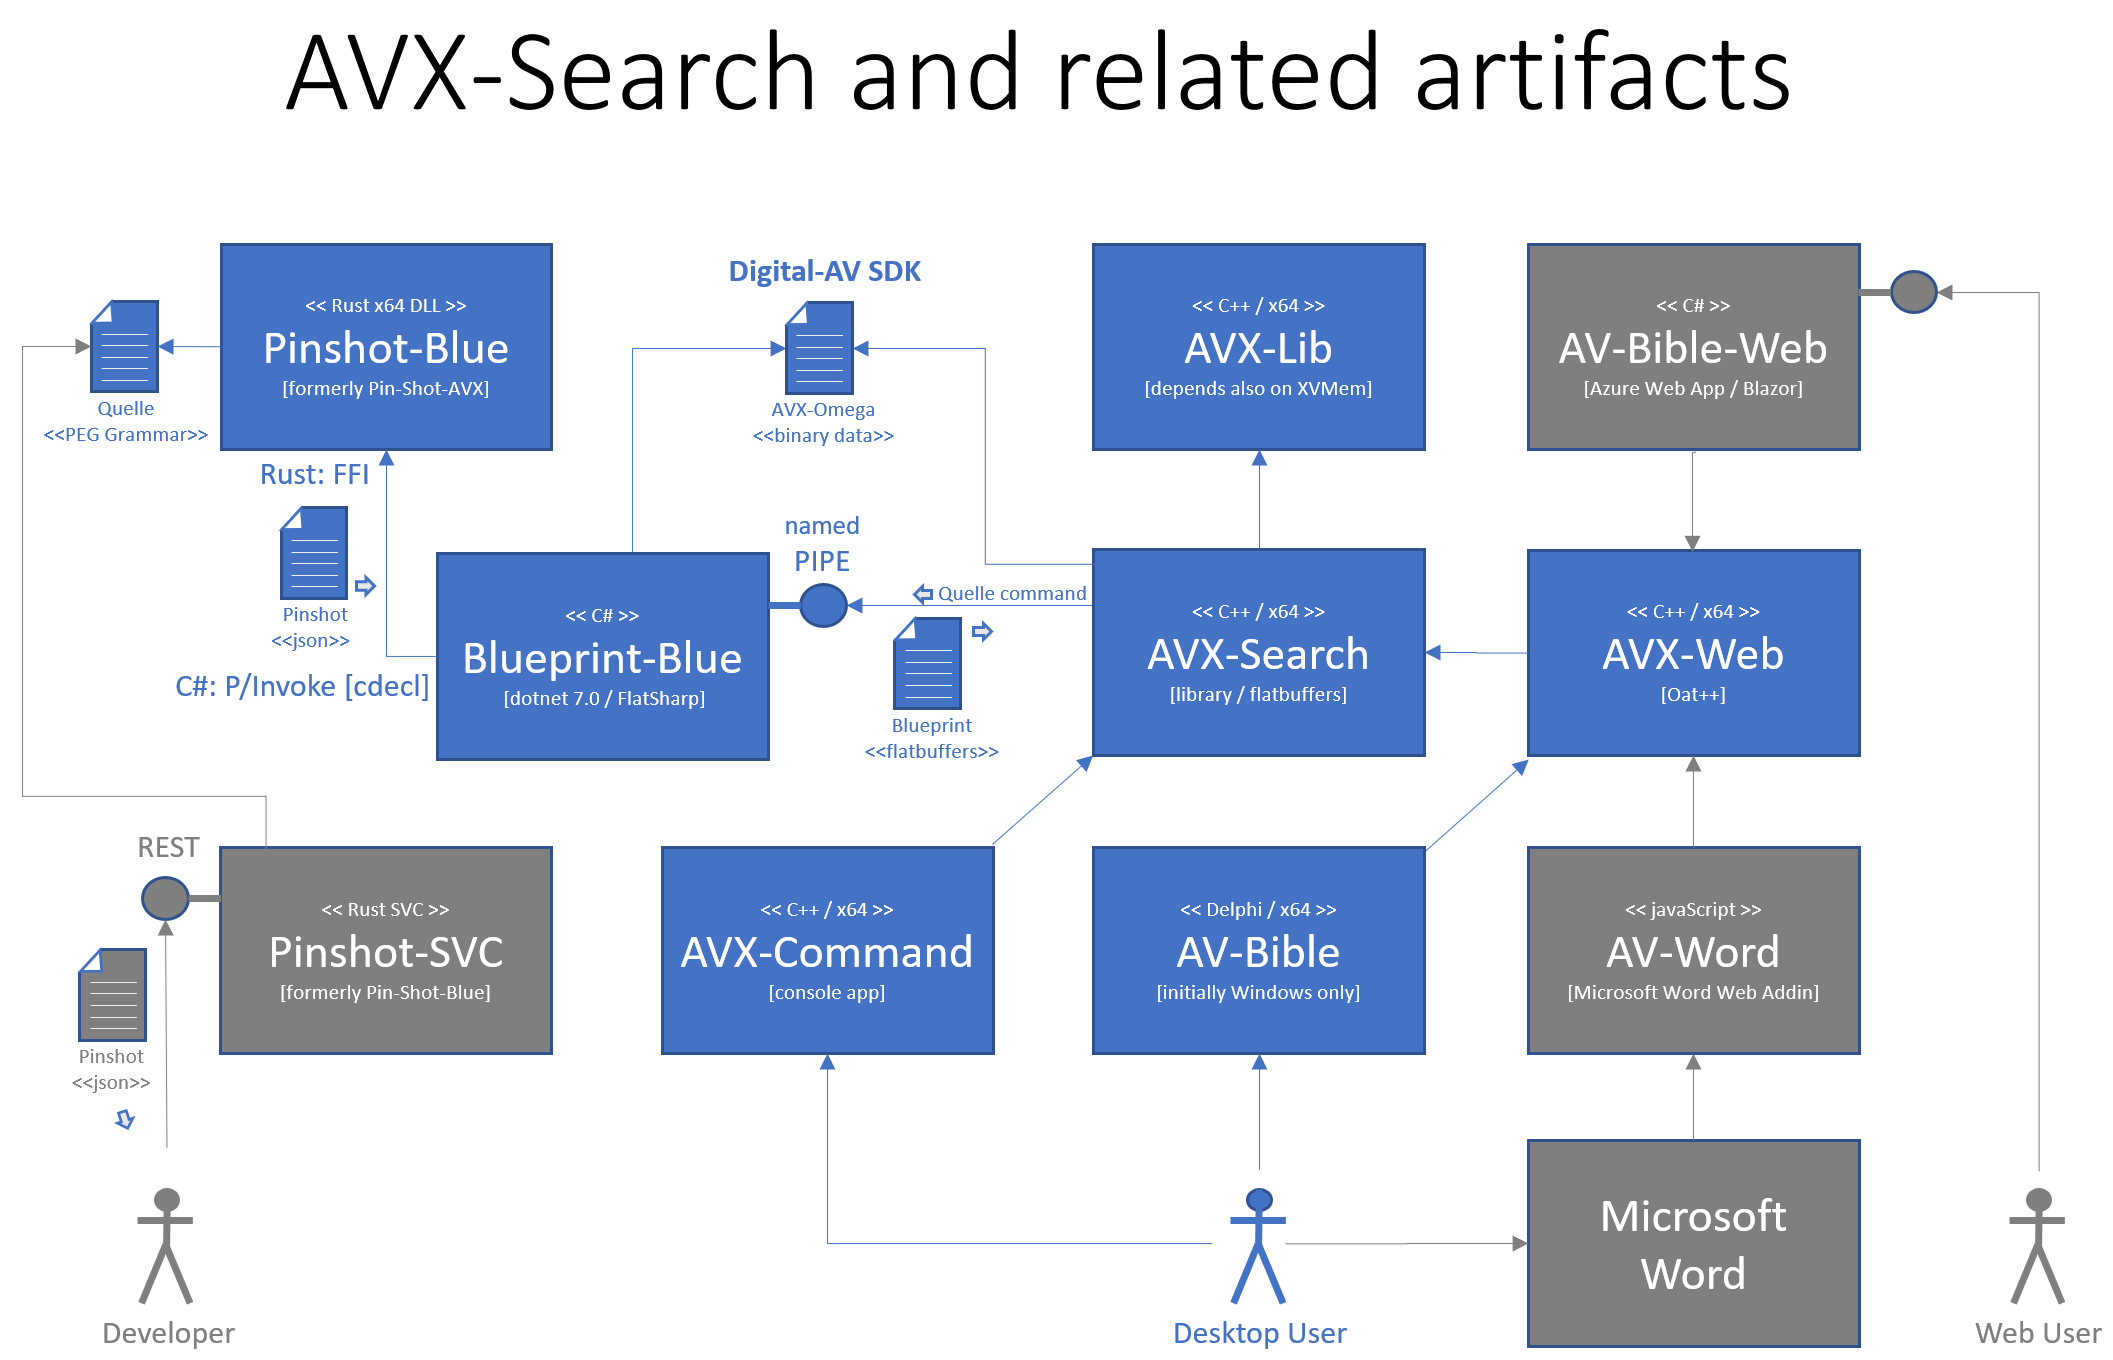 AVX-Search and related artifacts
<< Rust x64 DLL >>
Pinshot-Blue
[formerly Pin-Shot-AVX]
Quelle
<<PEG Grammar>>
Digital-AV SDK
AVX-Omega
<<binary data>>
<< C++ / x64 >>
AVX-Lib
[depends also on XVMem]
<< C# >>
AV-Bible-Web
[Azure Web App / Blazor]
Rust: FFI
Pinshot
<<json>>
C#: P/Invoke [cdecl]
<< C# >>
Blueprint-Blue
[dotnet 7.0 / FlatSharp]
named
PIPE
Quelle command
Blueprint
<<flatbuffers>>
<< C++ / x64 >>
AVX-Search
[library / flatbuffers]
<< C++ / x64 >>
AVX-Web
[Oat++]
REST
<< Rust SVC >>
Pinshot-SVC
[formerly Pin-Shot-Blue]
Pinshot
<<json>>
<< C++ / x64 >>
AVX-Command
[console app]
<< Delphi / x64 >>
AV-Bible
[initially Windows only]
<< javaScript >>
AV-Word
[Microsoft Word Web Addin]
Microsoft
Word
Developer
Desktop User
Web User